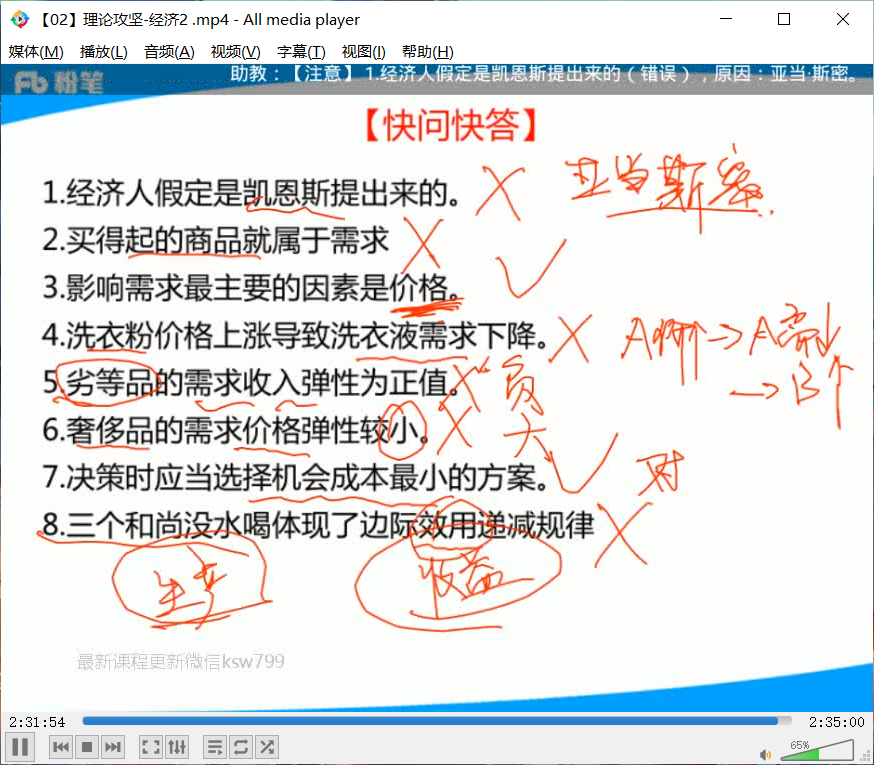 【02】理论攻坚-经济2 .mp4 - All media player
媒体(M) 播放(L) 音频(A) 视频(V) 字幕(T) 视图(I) 帮助(H)
Fb 粉笔 助教：【注意】1.经济人假定是凯恩斯提出来的（错误），原因：亚当·斯密。
【快问快答】
1.经济人假定是凯恩斯提出来的。 亚当斯密
2.买得起的商品就属于需求
3.影响需求最主要的因素是价格。
4.洗衣粉价格上涨导致洗衣液需求下降。 A价↑→A需↓
→B个
5.劣等品的需求收入弹性为正值。 负
6.奢侈品的需求价格弹性较小。 大
7.决策时应当选择机会成本最小的方案。 对
8.三个和尚没水喝体现了边际效用递减规律
生产 收益
最新课程更新微信ksw799
2:31:54 2:35:00
65%